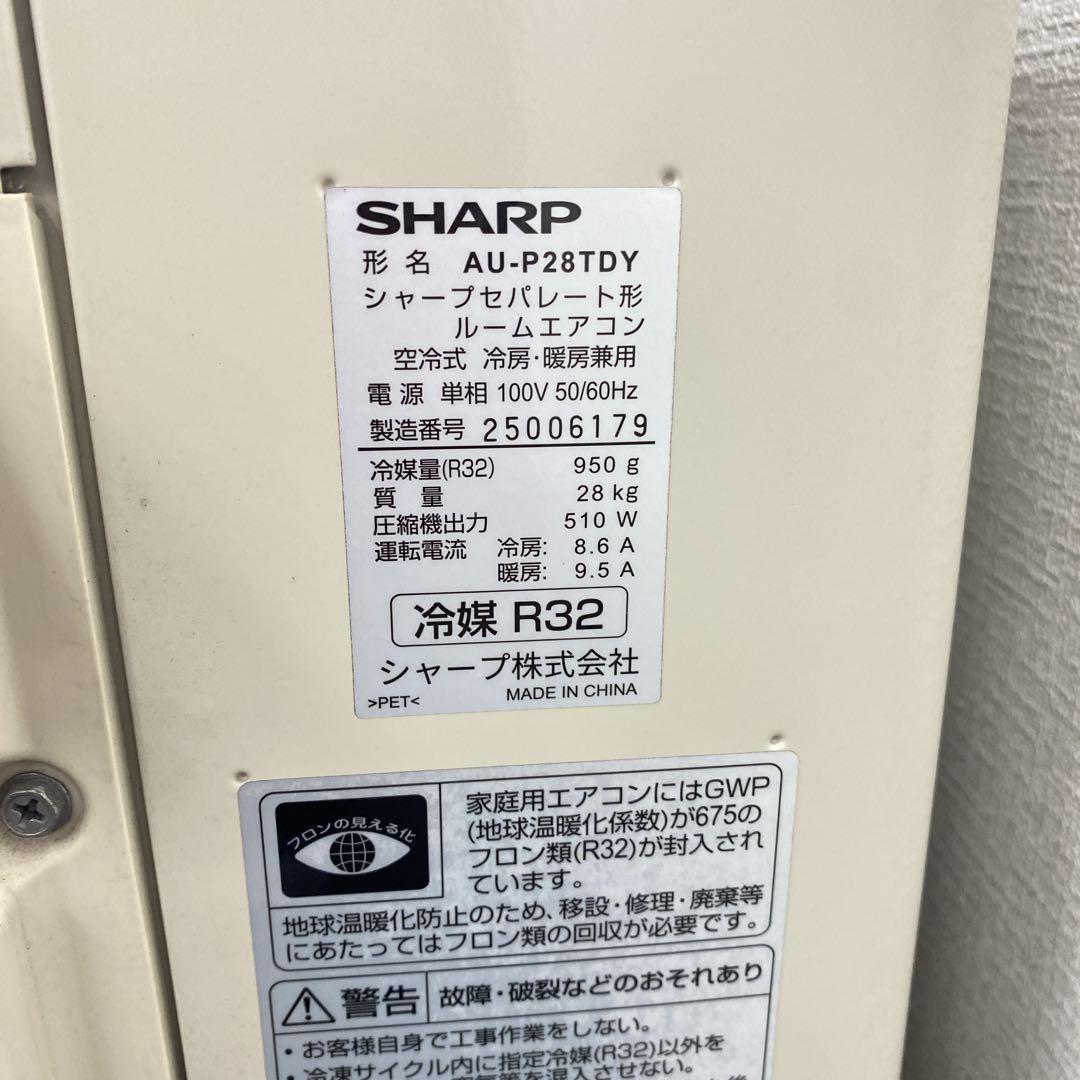 SHARP
形名 AU-P28TDY
シャープセパレート形
ルームエアコン
空冷式 冷房・暖房兼用
電源 単相 100V 50/60Hz
製造番号 25006179
冷媒量(R32) 950 g
質量 28 kg
圧縮機出力 510 W
運転電流 冷房: 8.6 A
暖房: 9.5 A
冷媒 R32
シャープ株式会社
>PET< MADE IN CHINA
フロンの見える化
家庭用エアコンにはGWP
(地球温暖化係数)が675の
フロン類(R32)が封入され
ています。
地球温暖化防止のため、移設・修理・廃棄等
にあたってはフロン類の回収が必要です。
警告 故障・破裂などのおそれあり
・お客様自身で工事作業をしない。
・冷凍サイクル内に指定冷媒(R32)以外を
空気等を混入させない。